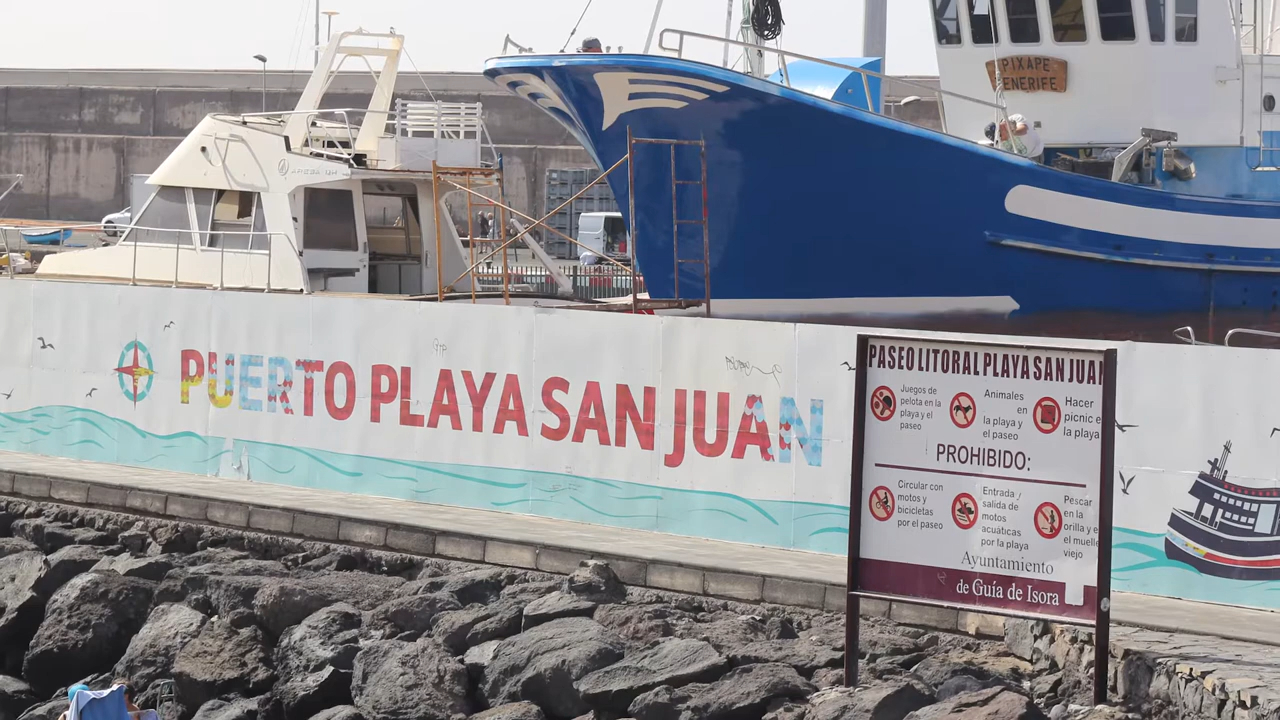 PIXAPE
TENERIFE
PUERTO PLAYA SAN JUAN
PASEO LITORAL PLAYA SAN JUAN
Juegos de
pelota en la
playa y el
paseo
Animales
en
la playa y
el paseo
Hacer
picnic e
la playa
PROHIBIDO:
Circular con
motos y
bicicletas
por el paseo
Entrada /
salida de
motos
acuáticas
por la playa
Pescar
en la
orilla y e
el muelle
viejo
Ayuntamiento
de Guía de Isora